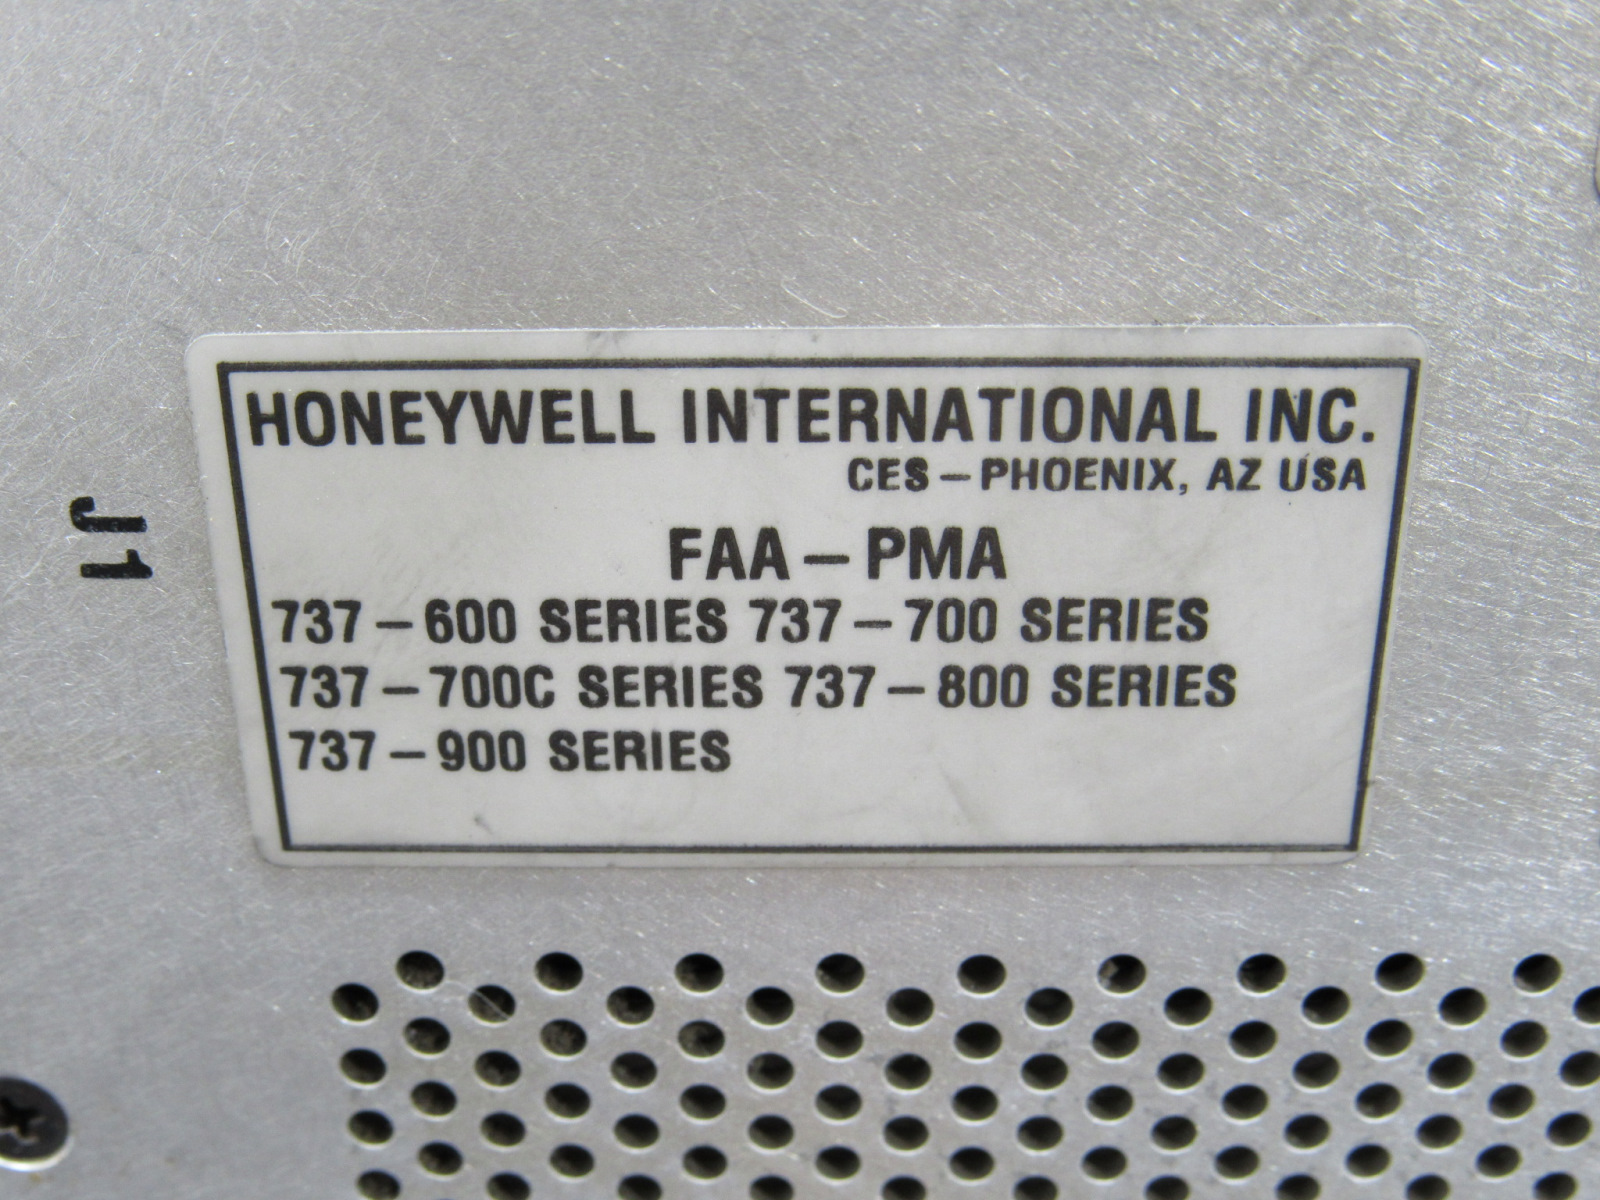 HONEYWELL INTERNATIONAL INC.
CES – PHOENIX, AZ USA
FAA – PMA
737 – 600 SERIES 737 – 700 SERIES
737 – 700C SERIES 737 – 800 SERIES
737 – 900 SERIES
J1